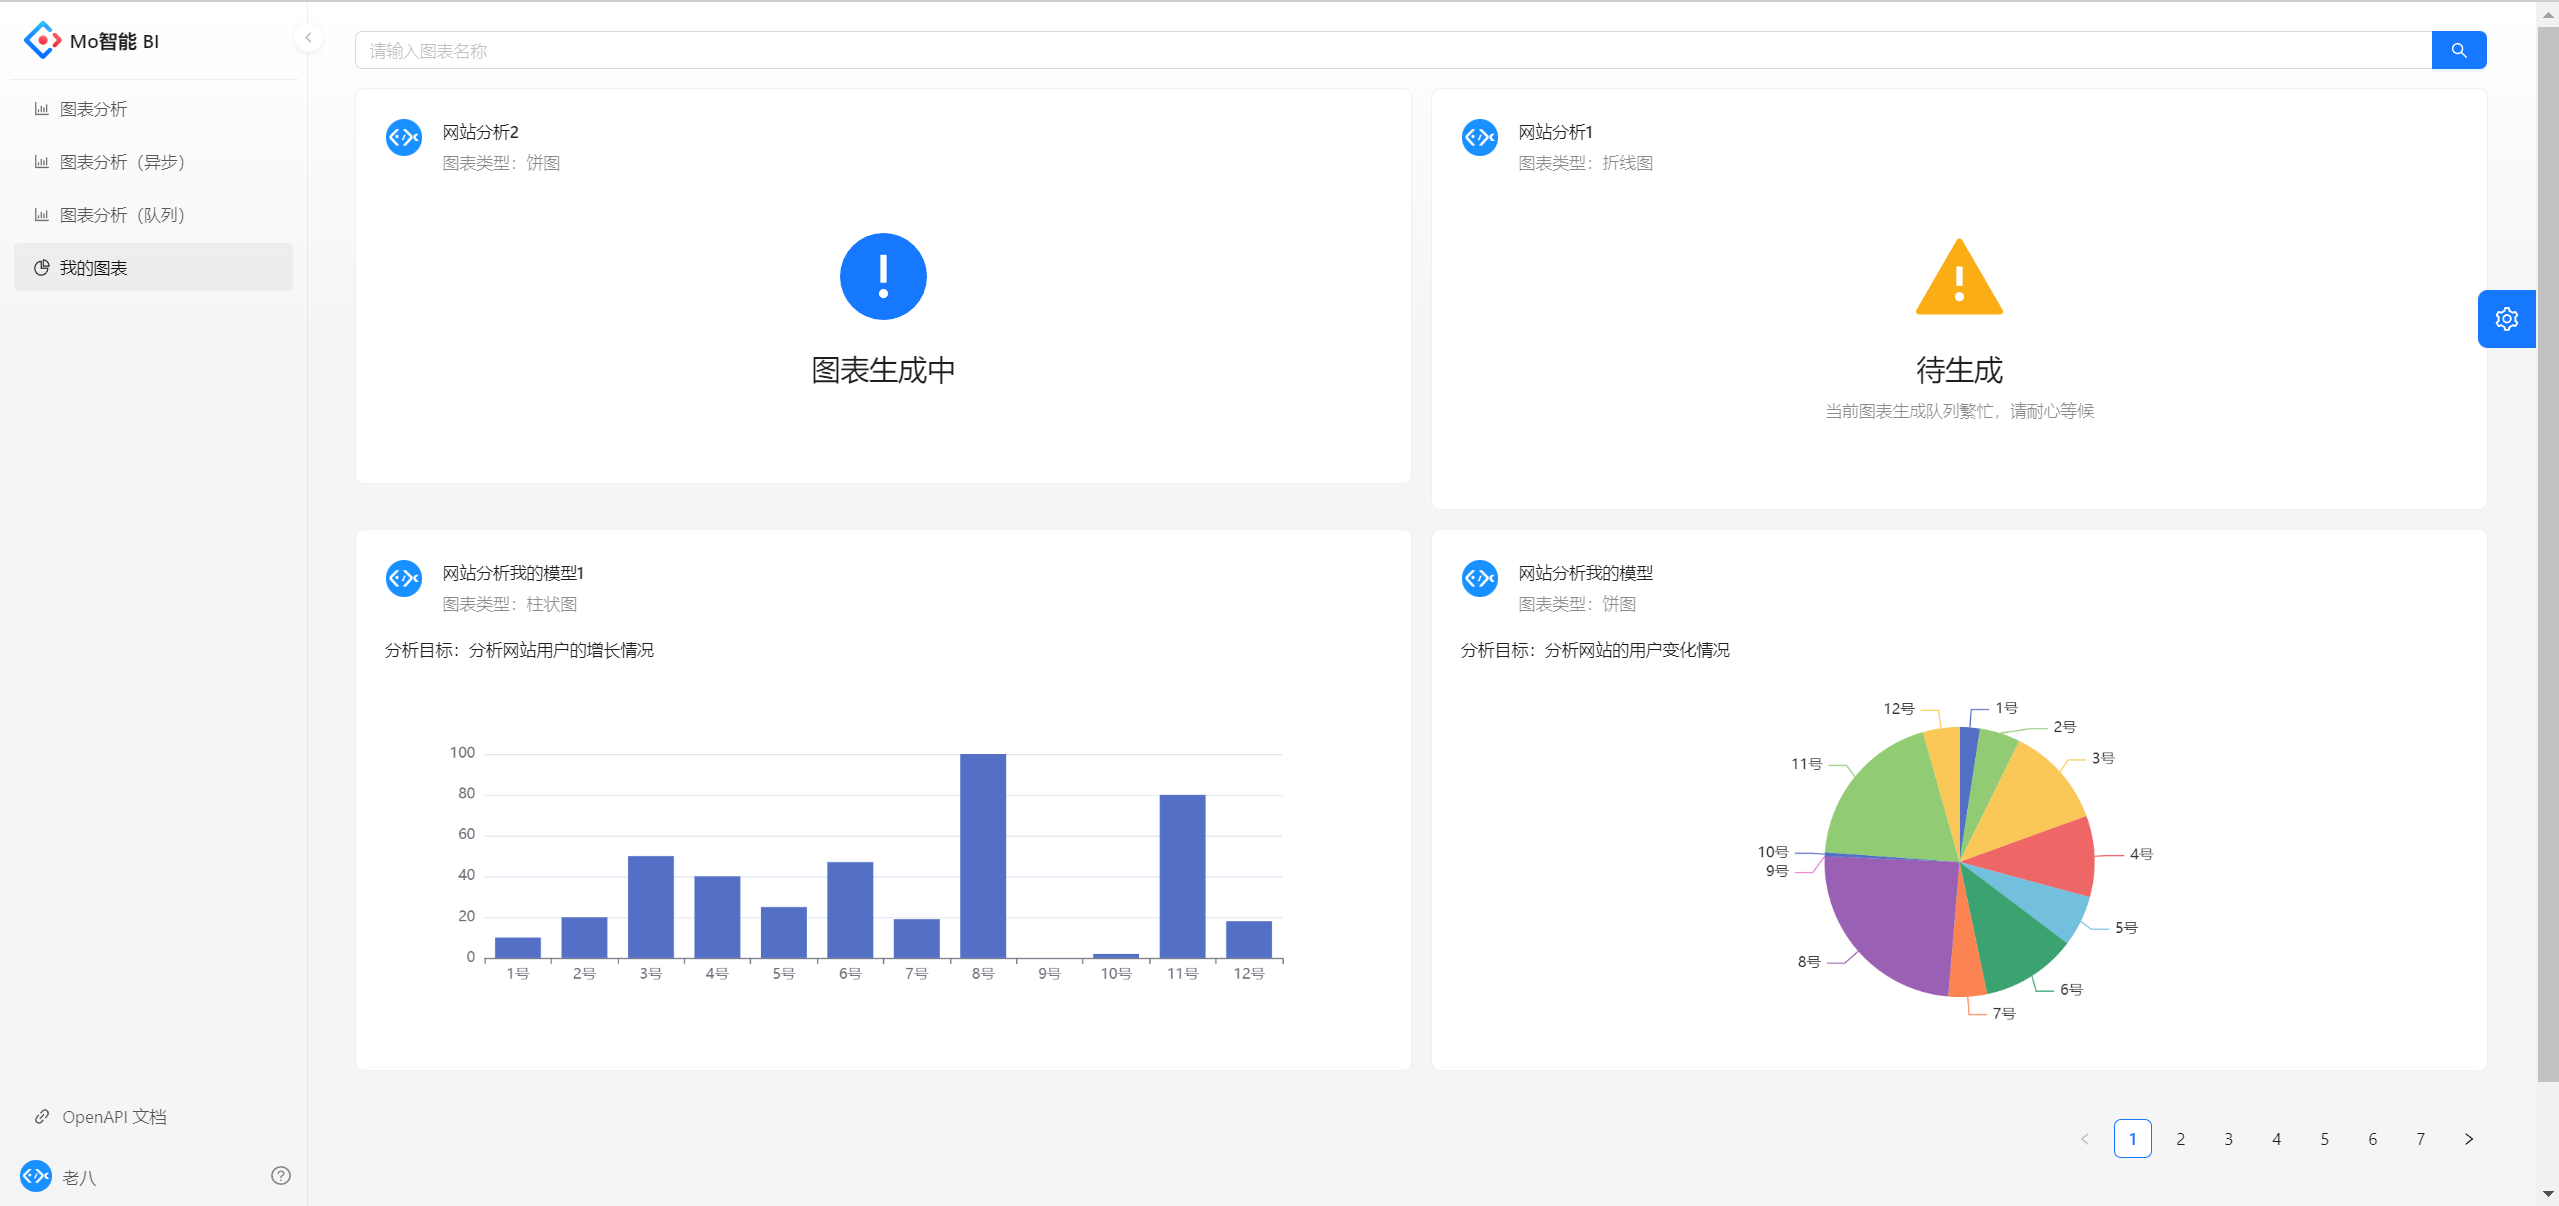 Mo智能 BI
图表分析
图表分析（异步）
图表分析（队列）
我的图表
OpenAPI 文档
老八
请输入图表名称
网站分析2
图表类型：饼图
图表生成中
网站分析1
图表类型：折线图
待生成
当前图表生成队列繁忙，请耐心等候
网站分析我的模型1
图表类型：柱状图
分析目标：分析网站用户的增长情况
100
80
60
40
20
0
1号 2号 3号 4号 5号 6号 7号 8号 9号 10号 11号 12号
网站分析我的模型
图表类型：饼图
分析目标：分析网站的用户变化情况
12号 1号
2号
3号
11号
10号
4号
9号
5号
8号
6号
7号
1 2 3 4 5 6 7